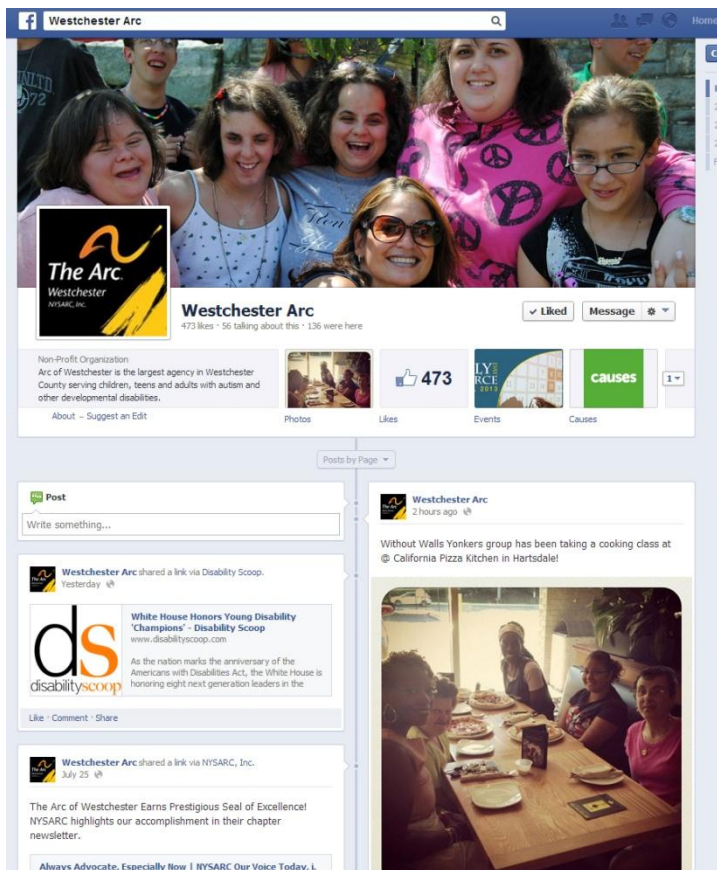 Westchester Arc
Home
UNLTD.
72
The Arc
Westchester
NYSARC, Inc.
Westchester Arc
473 likes · 56 talking about this · 136 were here
Liked
Message
Non-Profit Organization
Arc of Westchester is the largest agency in Westchester
County serving children, teens and adults with autism and
other developmental disabilities.
About – Suggest an Edit
Photos
473
Likes
LY
RCE
2013
Events
causes
Causes
1
Posts by Page
Post
Write something...
Westchester Arc shared a link via Disability Scoop.
Yesterday
ds
disabilityscoop
White House Honors Young Disability
'Champions' - Disability Scoop
www.disabilityscoop.com
As the nation marks the anniversary of the
Americans with Disabilities Act, the White House is
honoring eight next generation leaders in the
Like · Comment · Share
Westchester Arc shared a link via NYSARC, Inc.
July 25
The Arc of Westchester Earns Prestigious Seal of Excellence!
NYSARC highlights our accomplishment in their chapter
newsletter.
Always Advocate, Especially Now | NYSARC Our Voice Today, i.
Westchester Arc
2 hours ago
Without Walls Yonkers group has been taking a cooking class at
@ California Pizza Kitchen in Hartsdale!